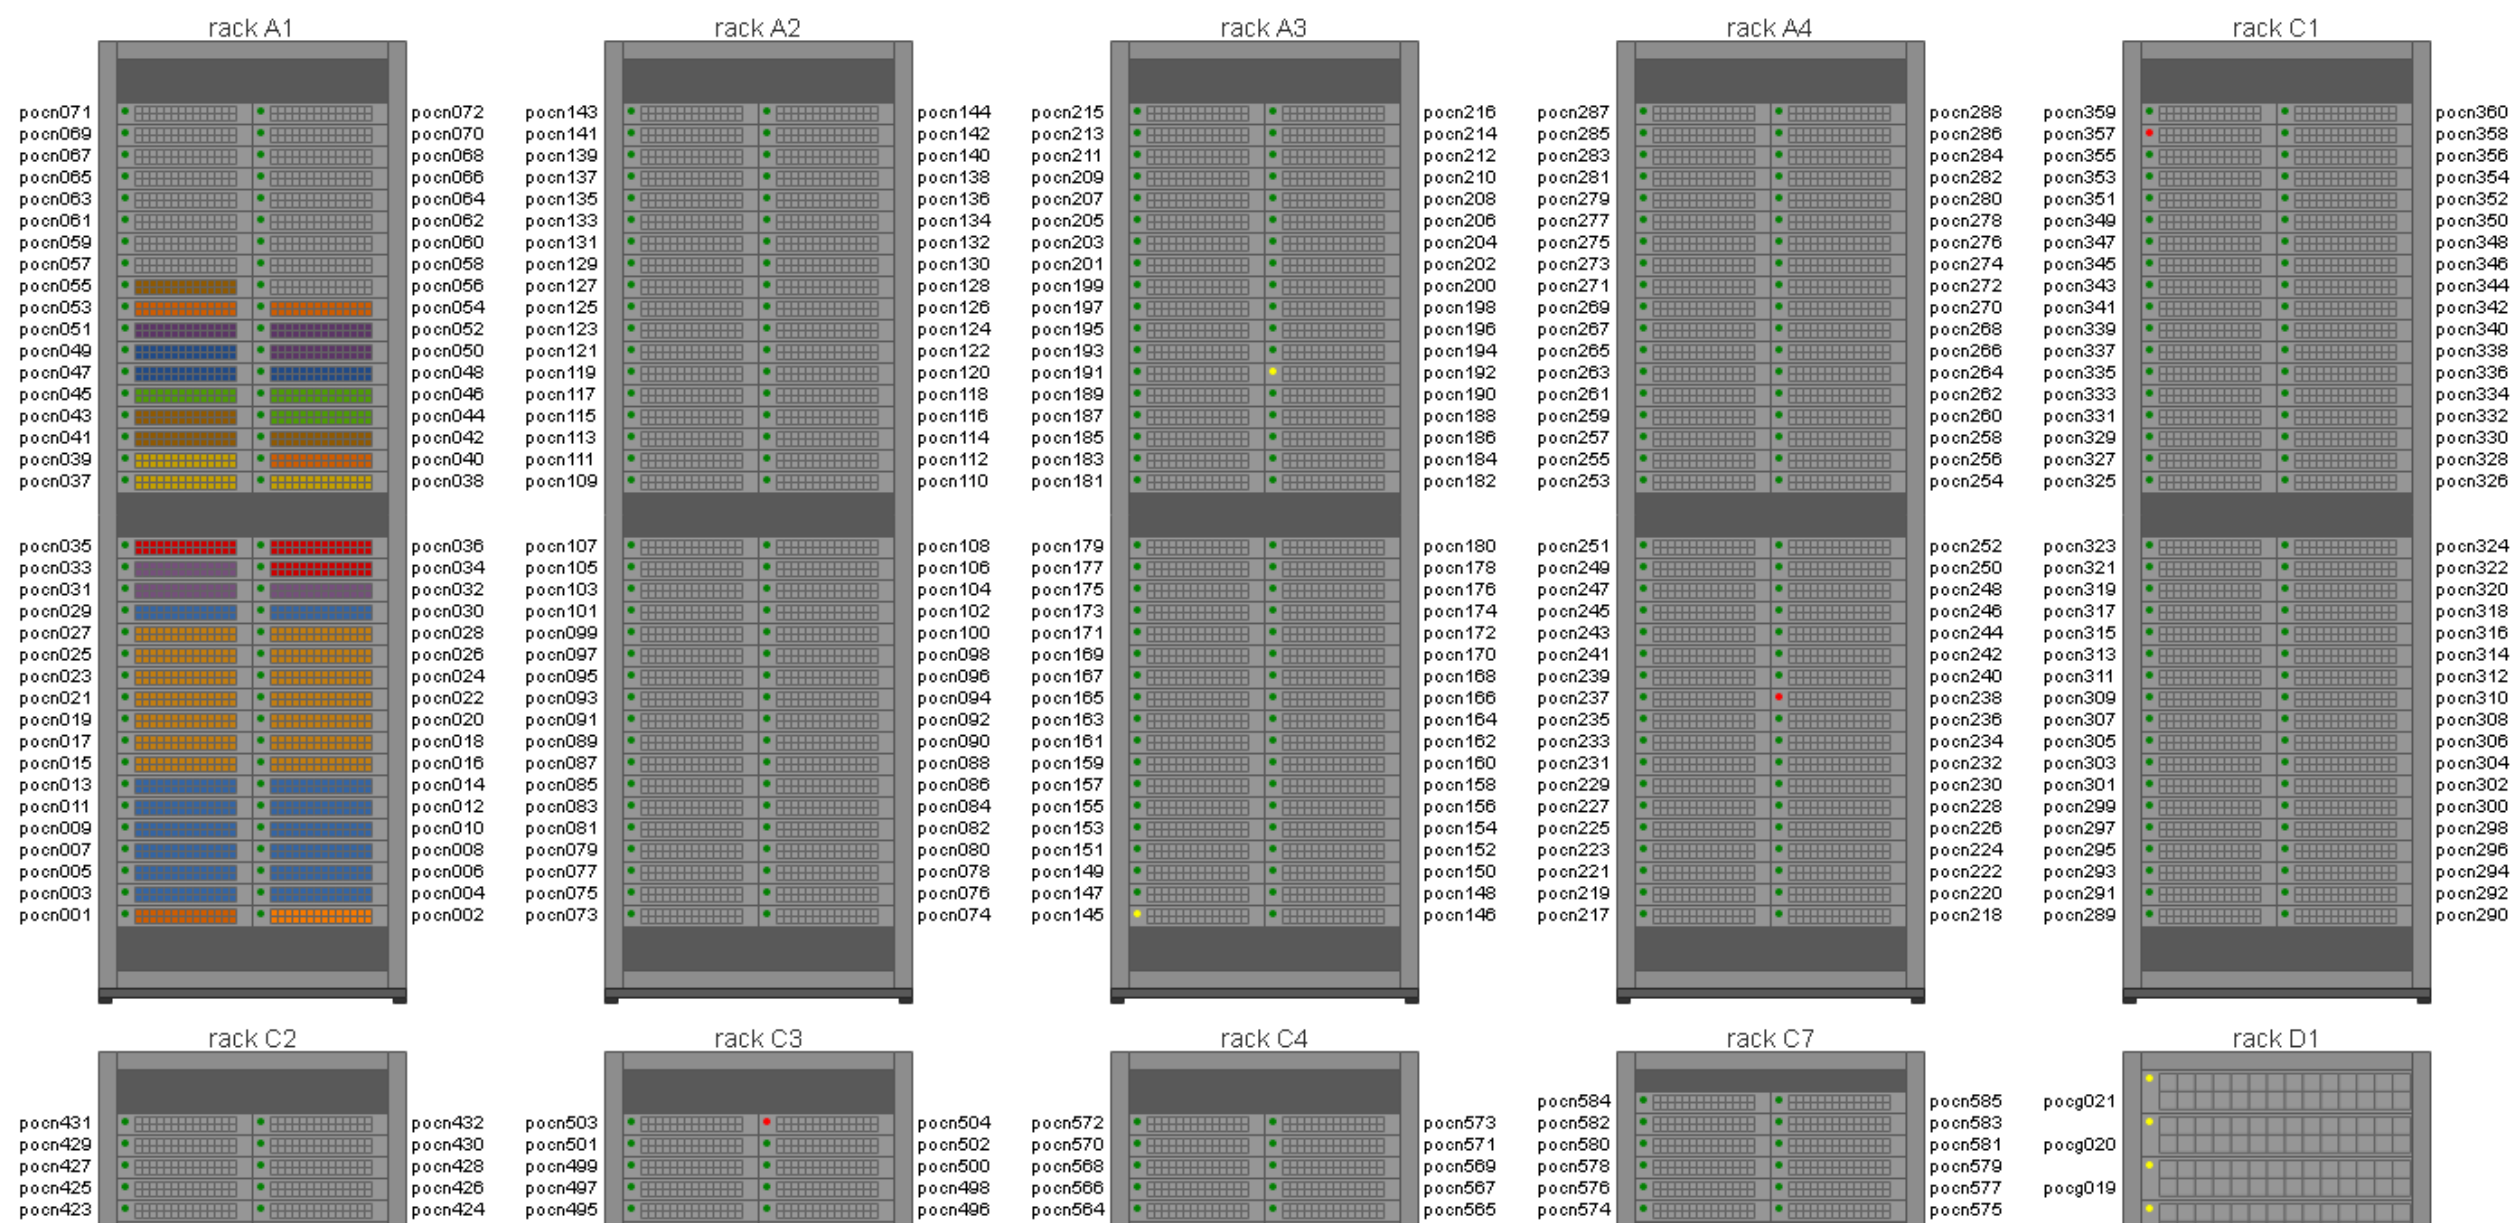 rack A1 rack A2 rack A3 rack A4 rack C1
pocn071 pocn072 pocn143 pocn144 pocn215 pocn216 pocn287 pocn288 pocn359 pocn360
pocn069 pocn070 pocn141 pocn142 pocn213 pocn214 pocn285 pocn286 pocn357 pocn358
pocn067 pocn068 pocn139 pocn140 pocn211 pocn212 pocn283 pocn284 pocn355 pocn356
pocn065 pocn066 pocn137 pocn138 pocn209 pocn210 pocn281 pocn282 pocn353 pocn354
pocn063 pocn064 pocn135 pocn136 pocn207 pocn208 pocn279 pocn280 pocn351 pocn352
pocn061 pocn062 pocn133 pocn134 pocn205 pocn206 pocn277 pocn278 pocn349 pocn350
pocn059 pocn060 pocn131 pocn132 pocn203 pocn204 pocn275 pocn276 pocn347 pocn348
pocn057 pocn058 pocn129 pocn130 pocn201 pocn202 pocn273 pocn274 pocn345 pocn346
pocn055 pocn056 pocn127 pocn128 pocn199 pocn200 pocn271 pocn272 pocn343 pocn344
pocn053 pocn054 pocn125 pocn126 pocn197 pocn198 pocn269 pocn270 pocn341 pocn342
pocn051 pocn052 pocn123 pocn124 pocn195 pocn196 pocn267 pocn268 pocn339 pocn340
pocn049 pocn050 pocn121 pocn122 pocn193 pocn194 pocn265 pocn266 pocn337 pocn338
pocn047 pocn048 pocn119 pocn120 pocn191 pocn192 pocn263 pocn264 pocn335 pocn336
pocn045 pocn046 pocn117 pocn118 pocn189 pocn190 pocn261 pocn262 pocn333 pocn334
pocn043 pocn044 pocn115 pocn116 pocn187 pocn188 pocn259 pocn260 pocn331 pocn332
pocn041 pocn042 pocn113 pocn114 pocn185 pocn186 pocn257 pocn258 pocn329 pocn330
pocn039 pocn040 pocn111 pocn112 pocn183 pocn184 pocn255 pocn256 pocn327 pocn328
pocn037 pocn038 pocn109 pocn110 pocn181 pocn182 pocn253 pocn254 pocn325 pocn326
pocn035 pocn036 pocn107 pocn108 pocn179 pocn180 pocn251 pocn252 pocn323 pocn324
pocn033 pocn034 pocn105 pocn106 pocn177 pocn178 pocn249 pocn250 pocn321 pocn322
pocn031 pocn032 pocn103 pocn104 pocn175 pocn176 pocn247 pocn248 pocn319 pocn320
pocn029 pocn030 pocn101 pocn102 pocn173 pocn174 pocn245 pocn246 pocn317 pocn318
pocn027 pocn028 pocn099 pocn100 pocn171 pocn172 pocn243 pocn244 pocn315 pocn316
pocn025 pocn026 pocn097 pocn098 pocn169 pocn170 pocn241 pocn242 pocn313 pocn314
pocn023 pocn024 pocn095 pocn096 pocn167 pocn168 pocn239 pocn240 pocn311 pocn312
pocn021 pocn022 pocn093 pocn094 pocn165 pocn166 pocn237 pocn238 pocn309 pocn310
pocn019 pocn020 pocn091 pocn092 pocn163 pocn164 pocn235 pocn236 pocn307 pocn308
pocn017 pocn018 pocn089 pocn090 pocn161 pocn162 pocn233 pocn234 pocn305 pocn306
pocn015 pocn016 pocn087 pocn088 pocn159 pocn160 pocn231 pocn232 pocn303 pocn304
pocn013 pocn014 pocn085 pocn086 pocn157 pocn158 pocn229 pocn230 pocn301 pocn302
pocn011 pocn012 pocn083 pocn084 pocn155 pocn156 pocn227 pocn228 pocn299 pocn300
pocn009 pocn010 pocn081 pocn082 pocn153 pocn154 pocn225 pocn226 pocn297 pocn298
pocn007 pocn008 pocn079 pocn080 pocn151 pocn152 pocn223 pocn224 pocn295 pocn296
pocn005 pocn006 pocn077 pocn078 pocn149 pocn150 pocn221 pocn222 pocn293 pocn294
pocn003 pocn004 pocn075 pocn076 pocn147 pocn148 pocn219 pocn220 pocn291 pocn292
pocn001 pocn002 pocn073 pocn074 pocn145 pocn146 pocn217 pocn218 pocn289 pocn290
rack C2 rack C3 rack C4 rack C7 rack D1
pocn584 pocn585 pocg021
pocn431 pocn432 pocn503 pocn504 pocn572 pocn573 pocn582 pocn583
pocn429 pocn430 pocn501 pocn502 pocn570 pocn571 pocn580 pocn581 pocg020
pocn427 pocn428 pocn499 pocn500 pocn568 pocn569 pocn578 pocn579
pocn425 pocn426 pocn497 pocn498 pocn566 pocn567 pocn576 pocn577 pocg019
pocn423 pocn424 pocn495 pocn496 pocn564 pocn565 pocn574 pocn575